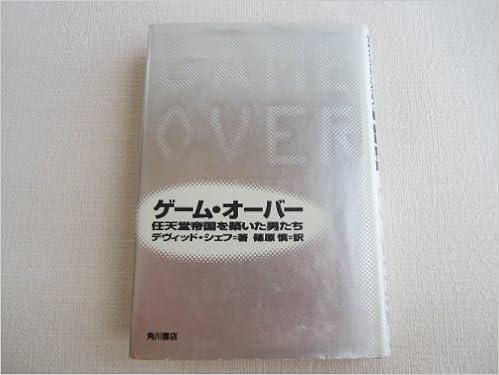 GAME
OVER
ゲーム・オーバー
任天堂帝国を築いた男たち
デヴィッド・シェフ=著 篠原 慎=訳
角川書店